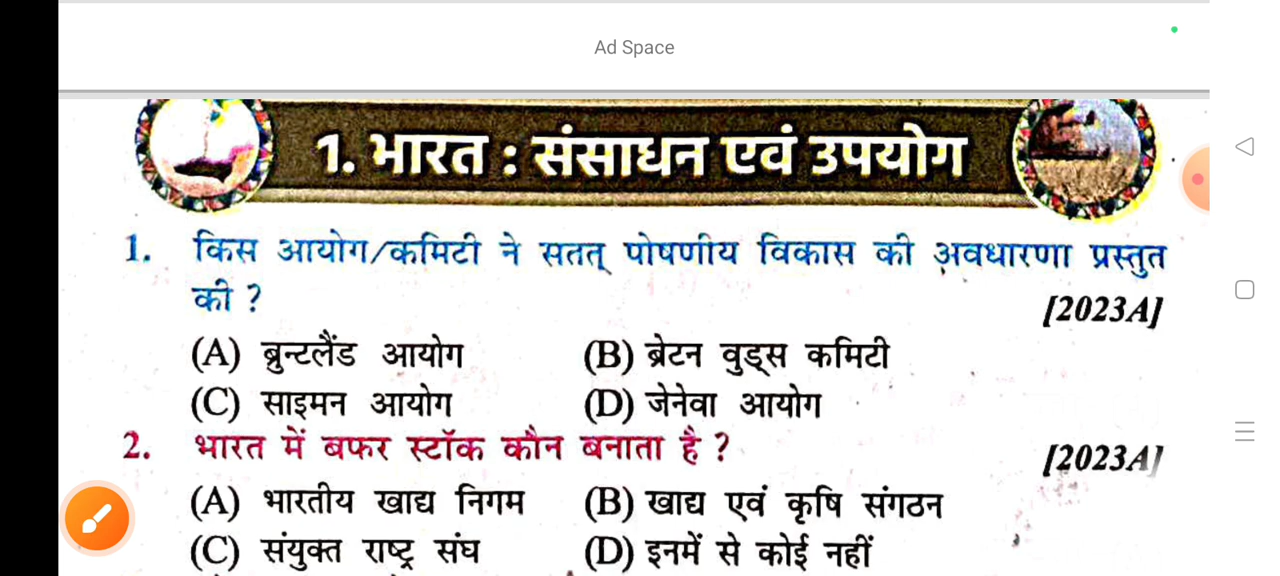 Ad Space
1. भारत : संसाधन एवं उपयोग
1. किस आयोग/कमिटी ने सतत् पोषणीय विकास की अवधारणा प्रस्तुत
की ? [2023A]
(A) ब्रुन्टलैंड आयोग (B) ब्रेटन वुड्स कमिटी
(C) साइमन आयोग (D) जेनेवा आयोग
2. भारत में बफर स्टॉक कौन बनाता है ? [2023A]
(A) भारतीय खाद्य निगम (B) खाद्य एवं कृषि संगठन
(C) संयुक्त राष्ट्र संघ (D) इनमें से कोई नहीं